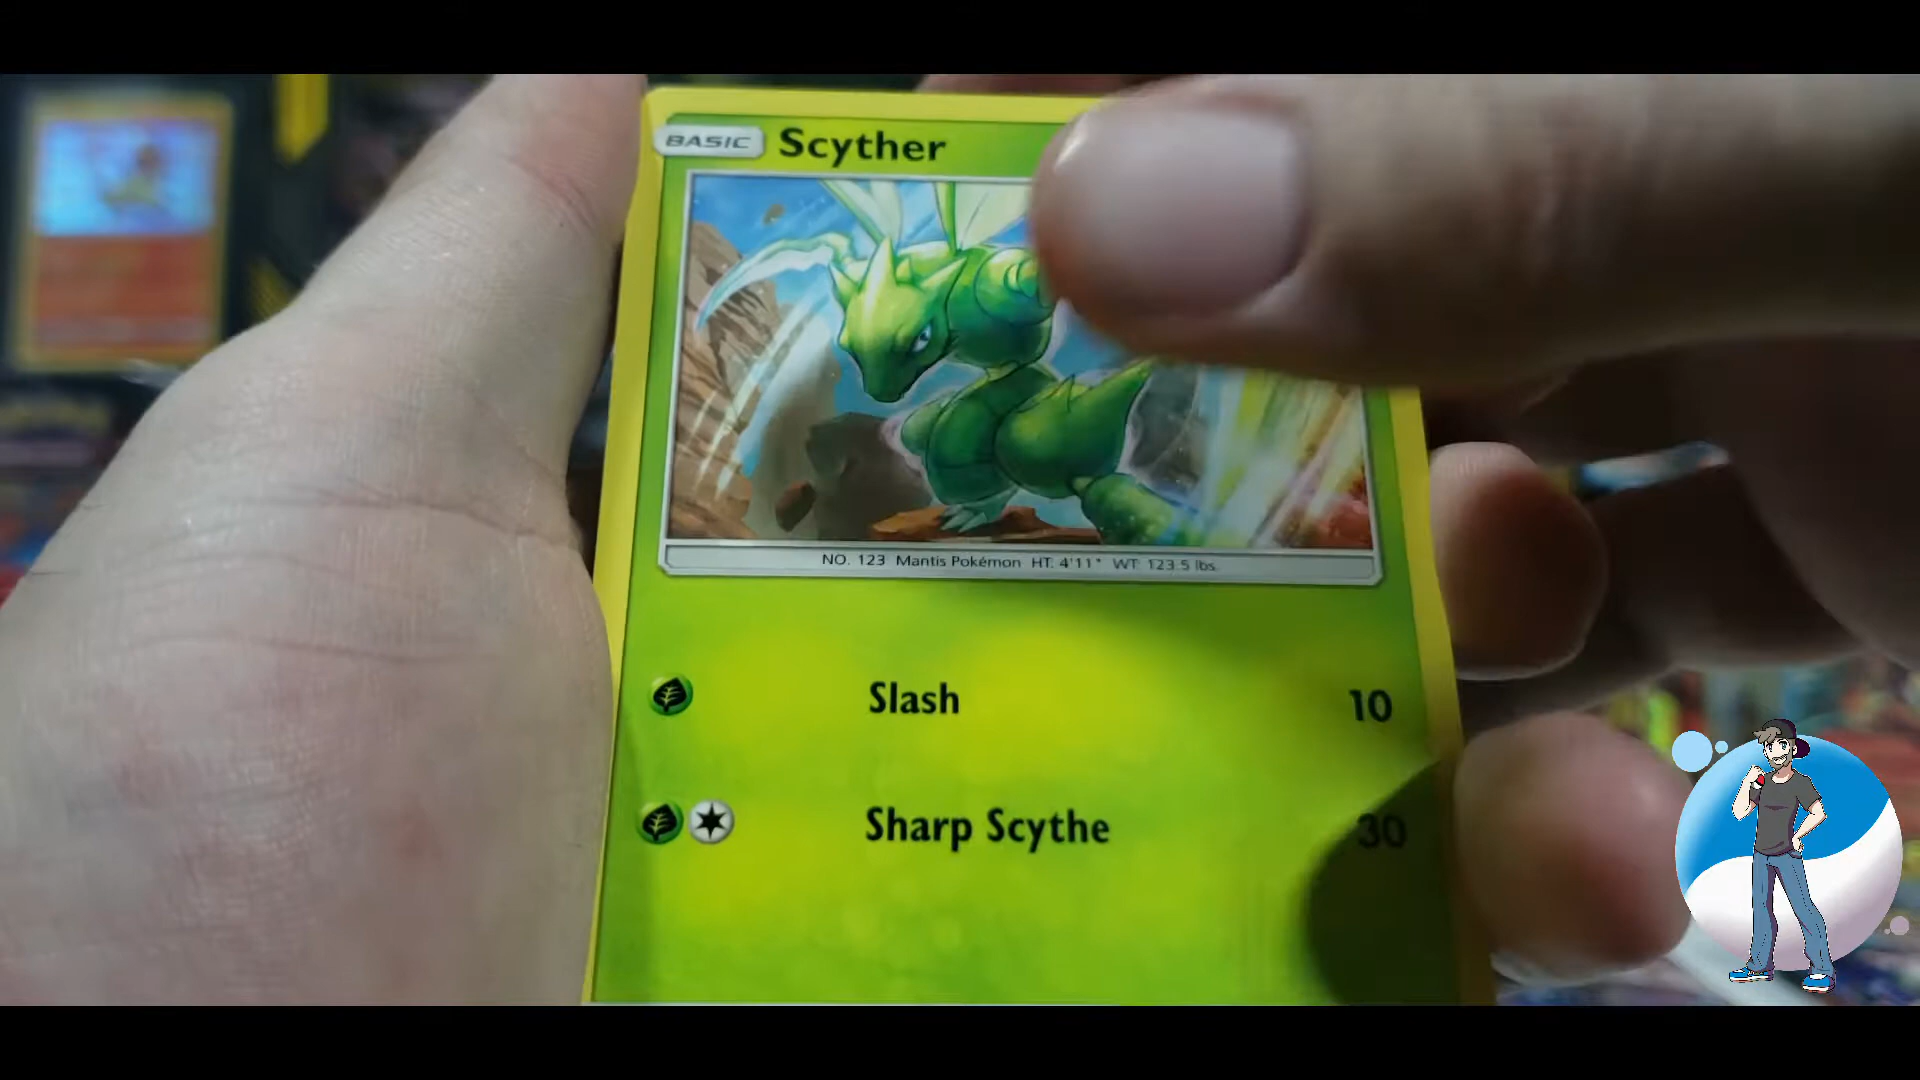 BASIC Scyther
NO. 123 Mantis Pokémon HT: 4'11" WT: 123.5 lbs.
Slash 10
Sharp Scythe 30